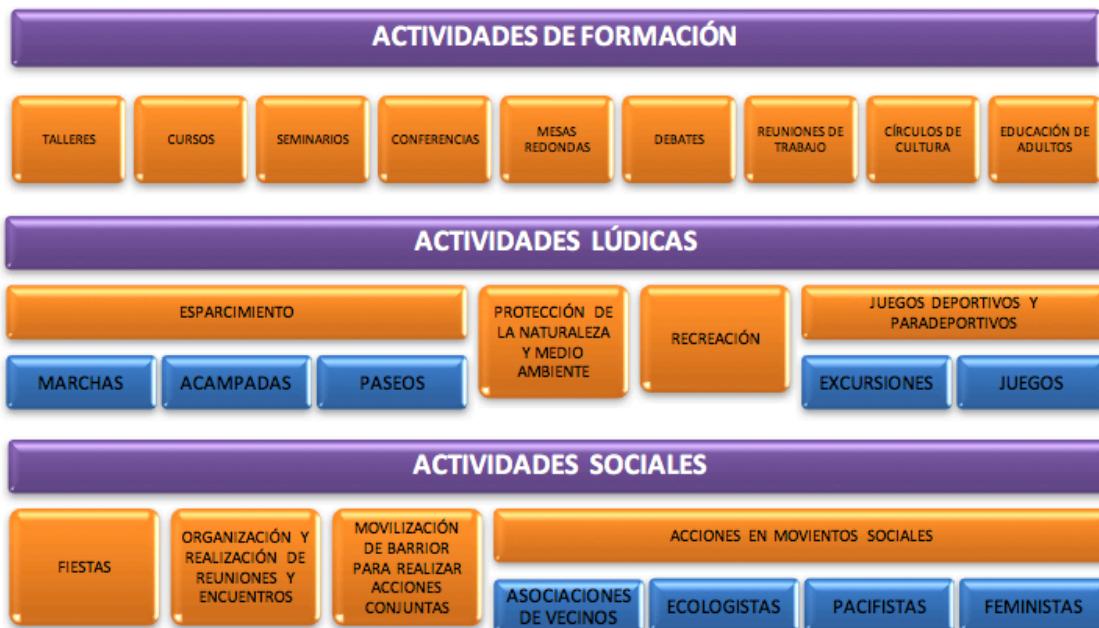 ACTIVIDADES DE FORMACIÓN
TALLERES
CURSOS
SEMINARIOS
CONFERENCIAS
MESAS
REDONDAS
DEBATES
REUNIONES DE
TRABAJO
CÍRCULOS DE
CULTURA
EDUCACIÓN DE
ADULTOS
ACTIVIDADES LÚDICAS
ESPARCIMIENTO
MARCHAS
ACAMPADAS
PASEOS
PROTECCIÓN DE
LA NATURALEZA
Y MEDIO
AMBIENTE
RECREACIÓN
JUEGOS DEPORTIVOS Y
PARADEPORTIVOS
EXCURSIONES
JUEGOS
ACTIVIDADES SOCIALES
FIESTAS
ORGANIZACIÓN Y
REALIZACIÓN DE
REUNIONES Y
ENCUENTROS
MOVILIZACIÓN
DE BARRIOR
PARA REALIZAR
ACCIONES
CONJUNTAS
ACCIONES EN MOVIENTOS SOCIALES
ASOCIACIONES
DE VECINOS
ECOLOGISTAS
PACIFISTAS
FEMINISTAS